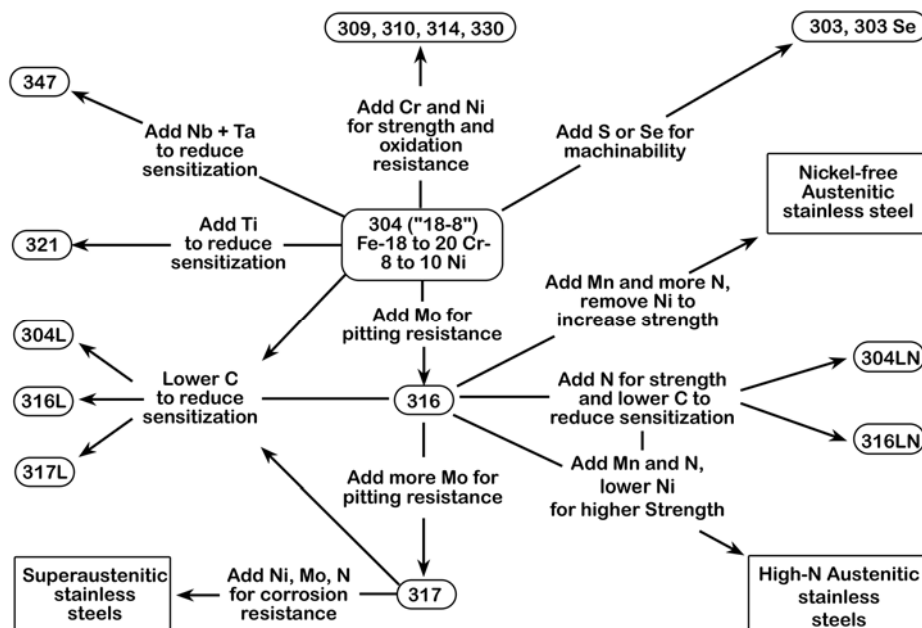 309, 310, 314, 330
303, 303 Se
347
Add Nb + Ta
to reduce
sensitization
Add Cr and Ni
for strength and
oxidation
resistance
Add S or Se for
machinability
Nickel-free
Austenitic
stainless steel
321
Add Ti
to reduce
sensitization
304 ("18-8")
Fe-18 to 20 Cr-
8 to 10 Ni
Add Mn and more N,
remove Ni to
increase strength
Add Mo for
pitting resistance
304L
316L
317L
Lower C
to reduce
sensitization
316
Add N for strength
and lower C to
reduce sensitization
304LN
316LN
Add more Mo for
pitting resistance
Add Mn and N,
lower Ni
for higher Strength
Superaustenitic
stainless
steels
Add Ni, Mo, N
for corrosion
resistance
317
High-N Austenitic
stainless
steels